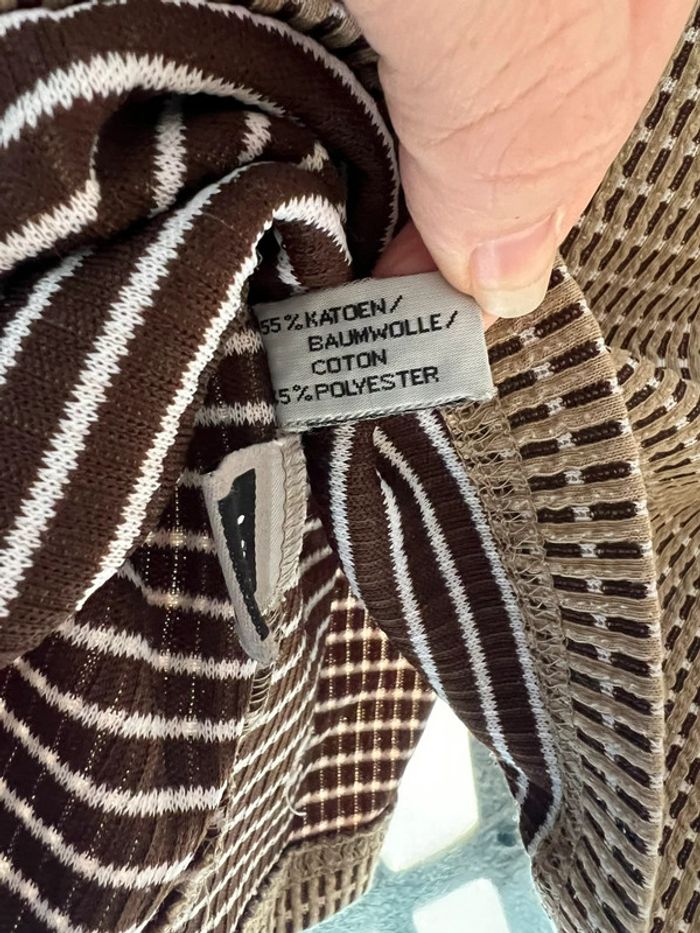 55% KATOEN/
BAUMWOLLE/
COTON
5% POLYESTER